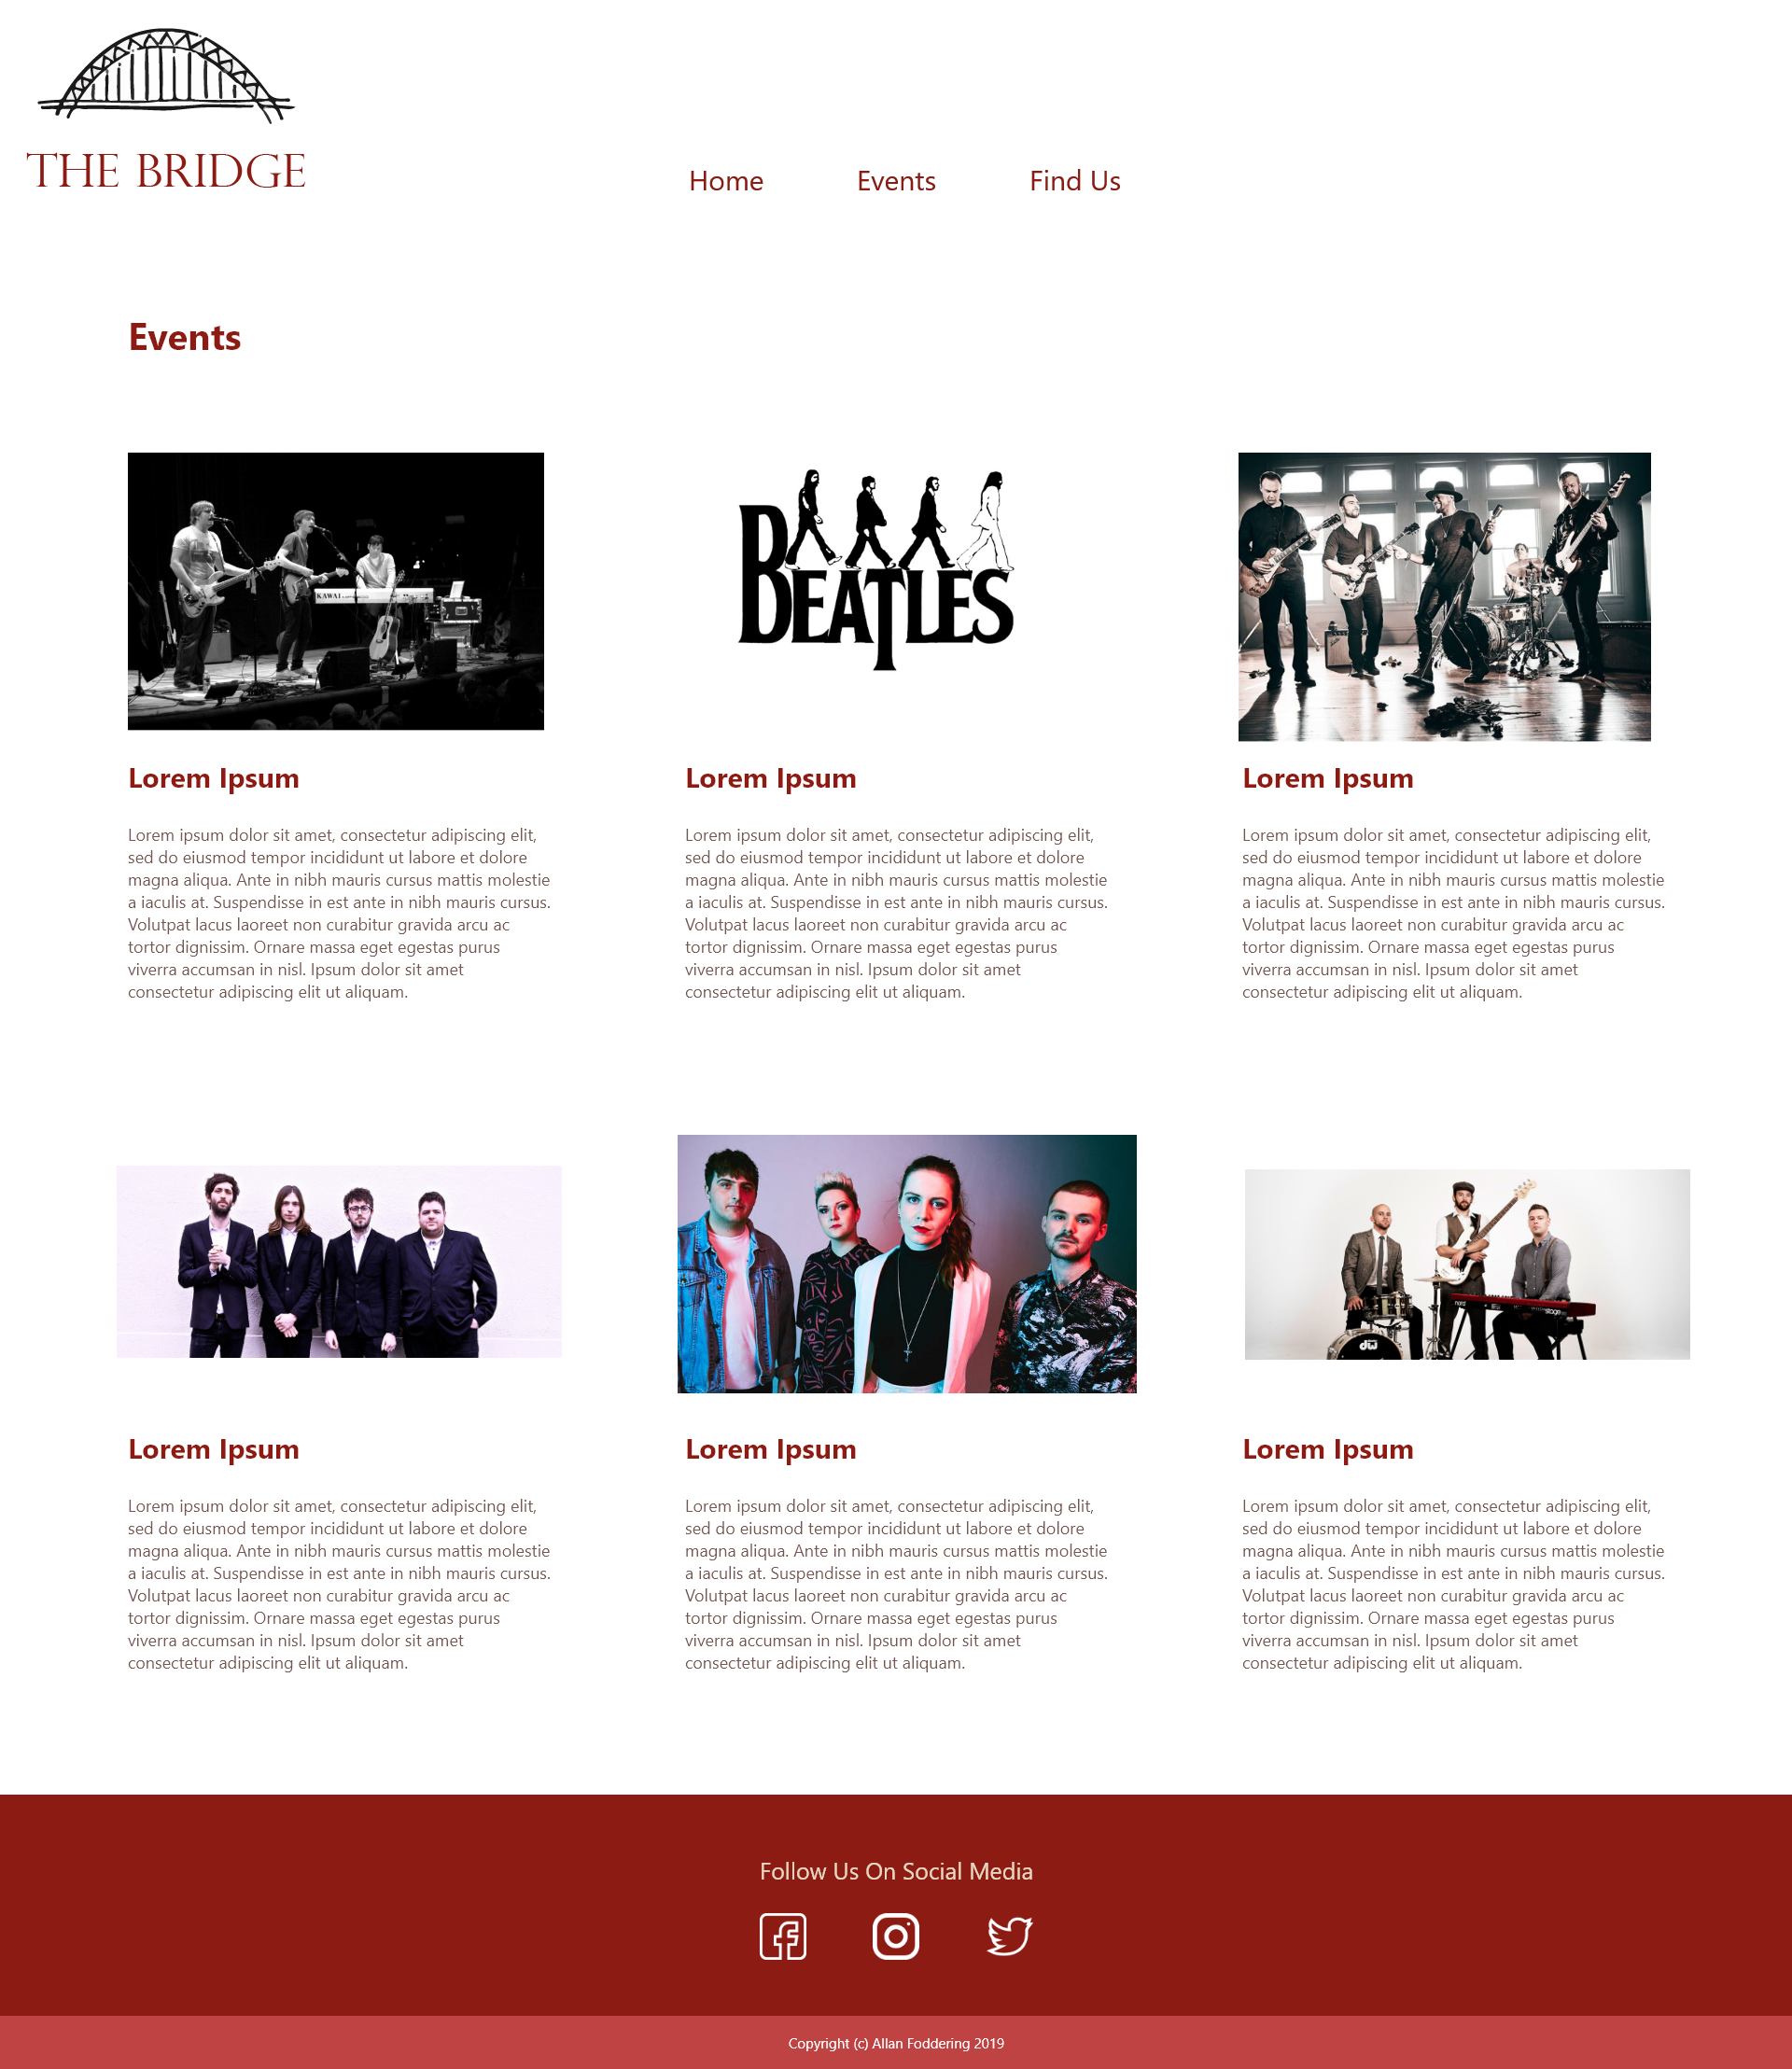 THE BRIDGE
Home
Events
Find Us
Events
KAWAI
BEATLES
Lorem Ipsum
Lorem ipsum dolor sit amet, consectetur adipiscing elit,
sed do eiusmod tempor incididunt ut labore et dolore
magna aliqua. Ante in nibh mauris cursus mattis molestie
a iaculis at. Suspendisse in est ante in nibh mauris cursus.
Volutpat lacus laoreet non curabitur gravida arcu ac
tortor dignissim. Ornare massa eget egestas purus
viverra accumsan in nisl. Ipsum dolor sit amet
consectetur adipiscing elit ut aliquam.
Lorem Ipsum
Lorem ipsum dolor sit amet, consectetur adipiscing elit,
sed do eiusmod tempor incididunt ut labore et dolore
magna aliqua. Ante in nibh mauris cursus mattis molestie
a iaculis at. Suspendisse in est ante in nibh mauris cursus.
Volutpat lacus laoreet non curabitur gravida arcu ac
tortor dignissim. Ornare massa eget egestas purus
viverra accumsan in nisl. Ipsum dolor sit amet
consectetur adipiscing elit ut aliquam.
Lorem Ipsum
Lorem ipsum dolor sit amet, consectetur adipiscing elit,
sed do eiusmod tempor incididunt ut labore et dolore
magna aliqua. Ante in nibh mauris cursus mattis molestie
a iaculis at. Suspendisse in est ante in nibh mauris cursus.
Volutpat lacus laoreet non curabitur gravida arcu ac
tortor dignissim. Ornare massa eget egestas purus
viverra accumsan in nisl. Ipsum dolor sit amet
consectetur adipiscing elit ut aliquam.
nord
stage
dw
Lorem Ipsum
Lorem ipsum dolor sit amet, consectetur adipiscing elit,
sed do eiusmod tempor incididunt ut labore et dolore
magna aliqua. Ante in nibh mauris cursus mattis molestie
a iaculis at. Suspendisse in est ante in nibh mauris cursus.
Volutpat lacus laoreet non curabitur gravida arcu ac
tortor dignissim. Ornare massa eget egestas purus
viverra accumsan in nisl. Ipsum dolor sit amet
consectetur adipiscing elit ut aliquam.
Lorem Ipsum
Lorem ipsum dolor sit amet, consectetur adipiscing elit,
sed do eiusmod tempor incididunt ut labore et dolore
magna aliqua. Ante in nibh mauris cursus mattis molestie
a iaculis at. Suspendisse in est ante in nibh mauris cursus.
Volutpat lacus laoreet non curabitur gravida arcu ac
tortor dignissim. Ornare massa eget egestas purus
viverra accumsan in nisl. Ipsum dolor sit amet
consectetur adipiscing elit ut aliquam.
Lorem Ipsum
Lorem ipsum dolor sit amet, consectetur adipiscing elit,
sed do eiusmod tempor incididunt ut labore et dolore
magna aliqua. Ante in nibh mauris cursus mattis molestie
a iaculis at. Suspendisse in est ante in nibh mauris cursus.
Volutpat lacus laoreet non curabitur gravida arcu ac
tortor dignissim. Ornare massa eget egestas purus
viverra accumsan in nisl. Ipsum dolor sit amet
consectetur adipiscing elit ut aliquam.
Follow Us On Social Media
Copyright (c) Allan Foddering 2019